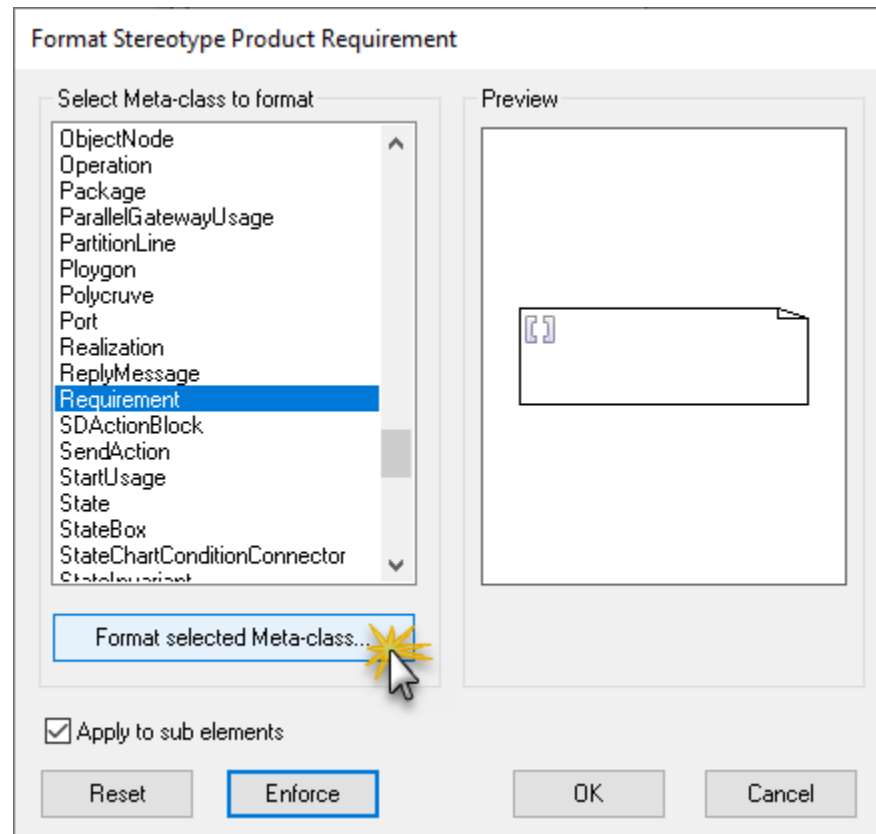 Format Stereotype Product Requirement
Select Meta-class to format
ObjectNode
Operation
Package
ParallelGatewayUsage
PartitionLine
Ploygon
Polycruve
Port
Realization
ReplyMessage
Requirement
SDActionBlock
SendAction
StartUsage
State
StateBox
StateChartConditionConnector
StateInvariant
Format selected Meta-class...
Preview
Apply to sub elements
Reset
Enforce
OK
Cancel